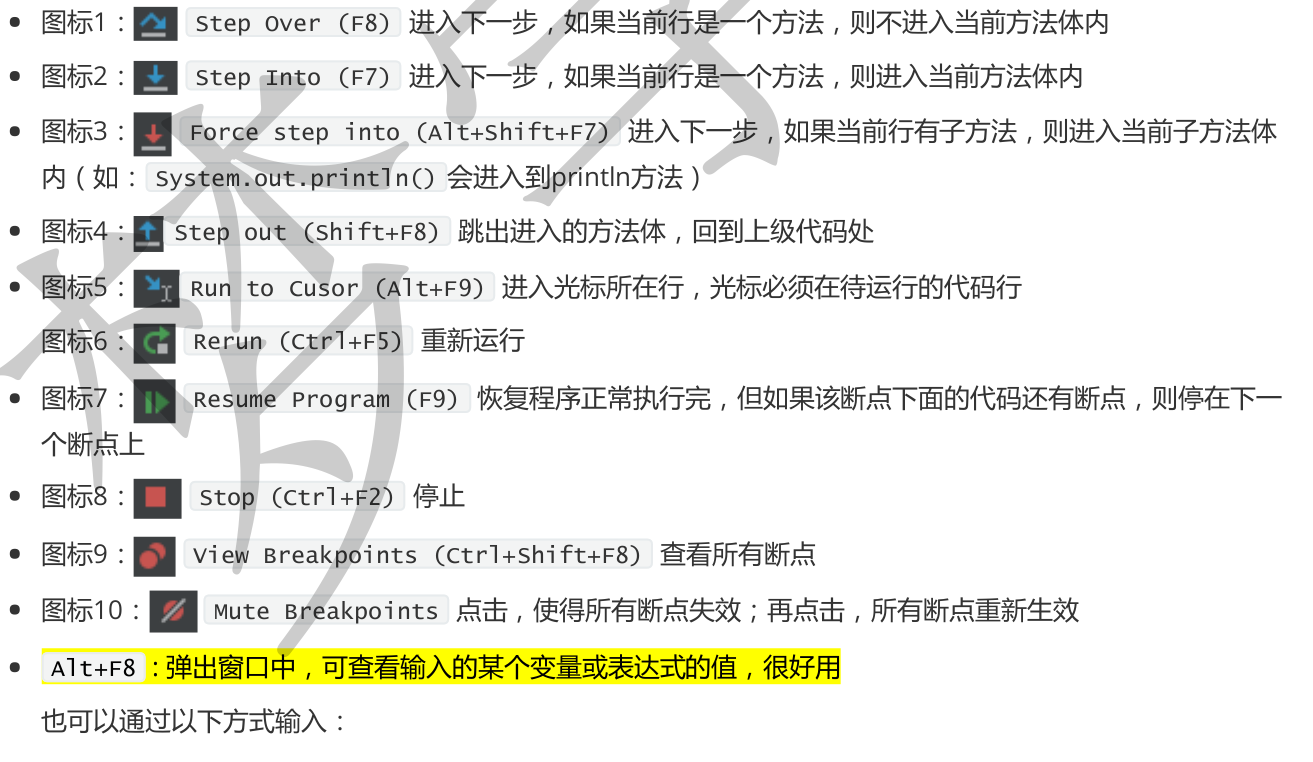 图标1： Step Over (F8) 进入下一步，如果当前行是一个方法，则不进入当前方法体内
图标2： Step Into (F7) 进入下一步，如果当前行是一个方法，则进入当前方法体内
图标3： Force step into (Alt+Shift+F7) 进入下一步，如果当前行有子方法，则进入当前子方法体
内（如：System.out.println()会进入到println方法）
图标4： Step out (Shift+F8) 跳出进入的方法体，回到上级代码处
图标5： Run to Cusor (Alt+F9) 进入光标所在行，光标必须在待运行的代码行
图标6： Rerun (Ctrl+F5) 重新运行
图标7： Resume Program (F9) 恢复程序正常执行完，但如果该断点下面的代码还有断点，则停在下一
个断点上
图标8： Stop (Ctrl+F2) 停止
图标9： View Breakpoints (Ctrl+Shift+F8) 查看所有断点
图标10： Mute Breakpoints 点击，使得所有断点失效；再点击，所有断点重新生效
Alt+F8：弹出窗口中，可查看输入的某个变量或表达式的值，很好用
也可以通过以下方式输入：